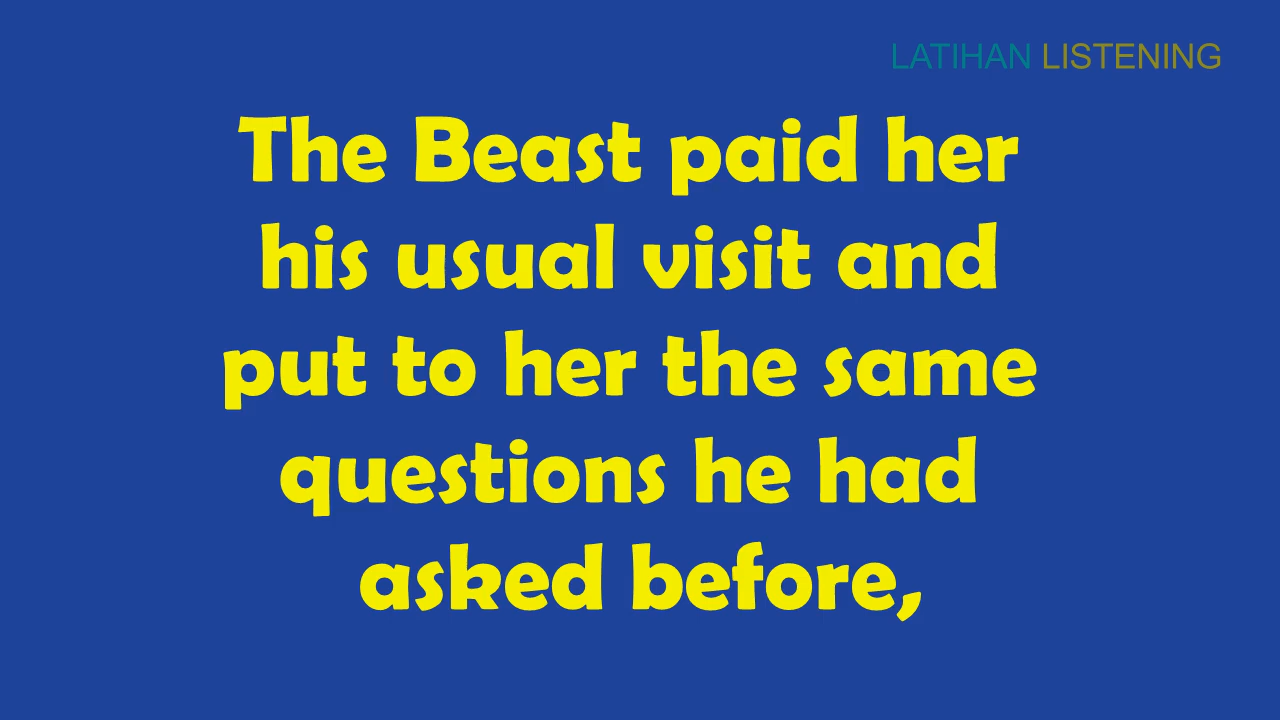 LATIHAN LISTENING
The Beast paid her
his usual visit and
put to her the same
questions he had
asked before,